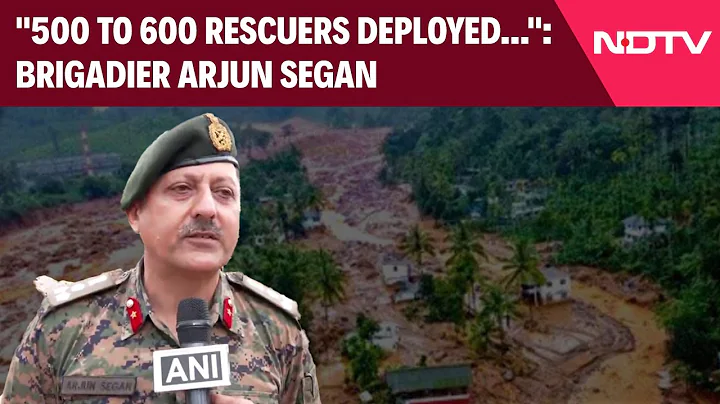 "500 TO 600 RESCUERS DEPLOYED...":
BRIGADIER ARJUN SEGAN
NDTV
ANI
ARJUN SEGAN